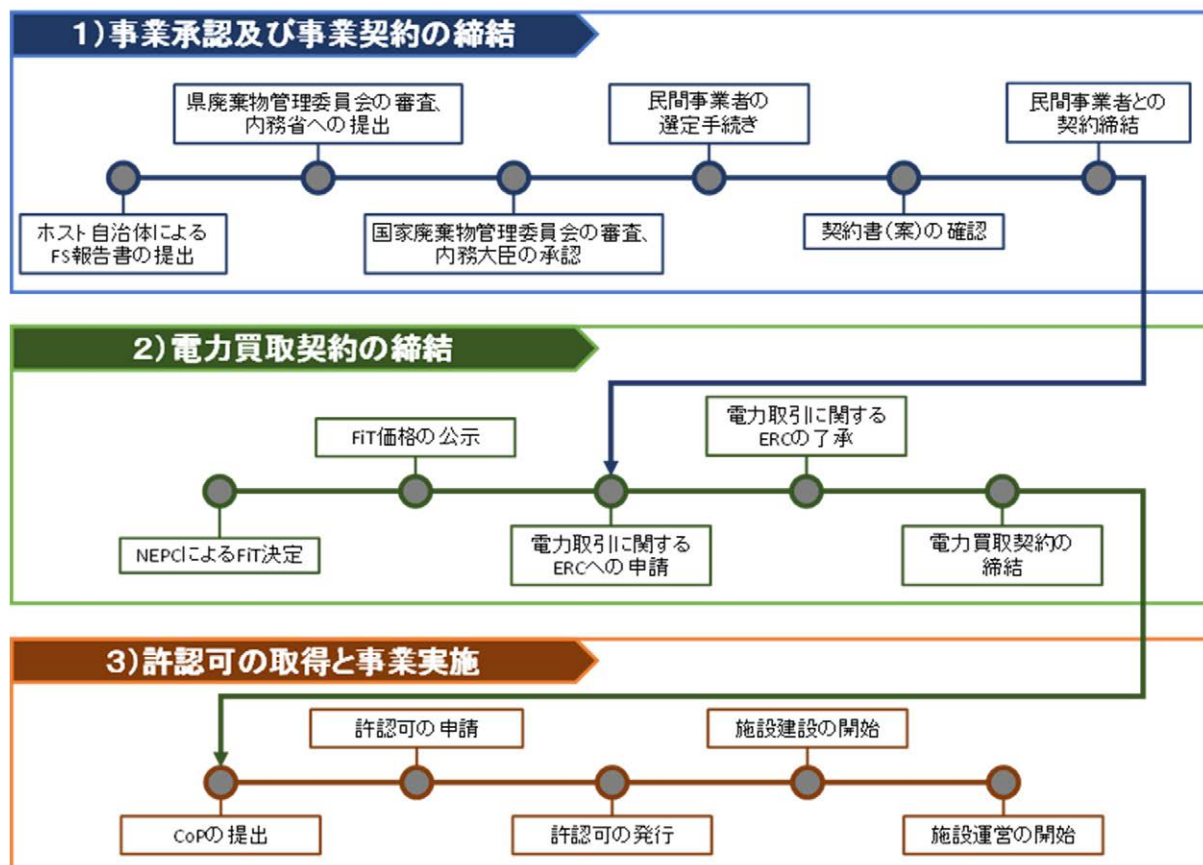 1)事業承認及び事業契約の締結
県廃棄物管理委員会の審査、
内務省への提出
民間事業者の
選定手続き
民間事業者との
契約締結
ホスト自治体による
FS報告書の提出
国家廃棄物管理委員会の審査、
内務大臣の承認
契約書(案)の確認
2)電力買取契約の締結
FiT価格の公示
電力取引に関する
ERCの了承
NEPCによるFiT決定
電力取引に関する
ERCへの申請
電力買取契約の
締結
3)許認可の取得と事業実施
許認可の申請
施設建設の開始
CoPの提出
許認可の発行
施設運営の開始